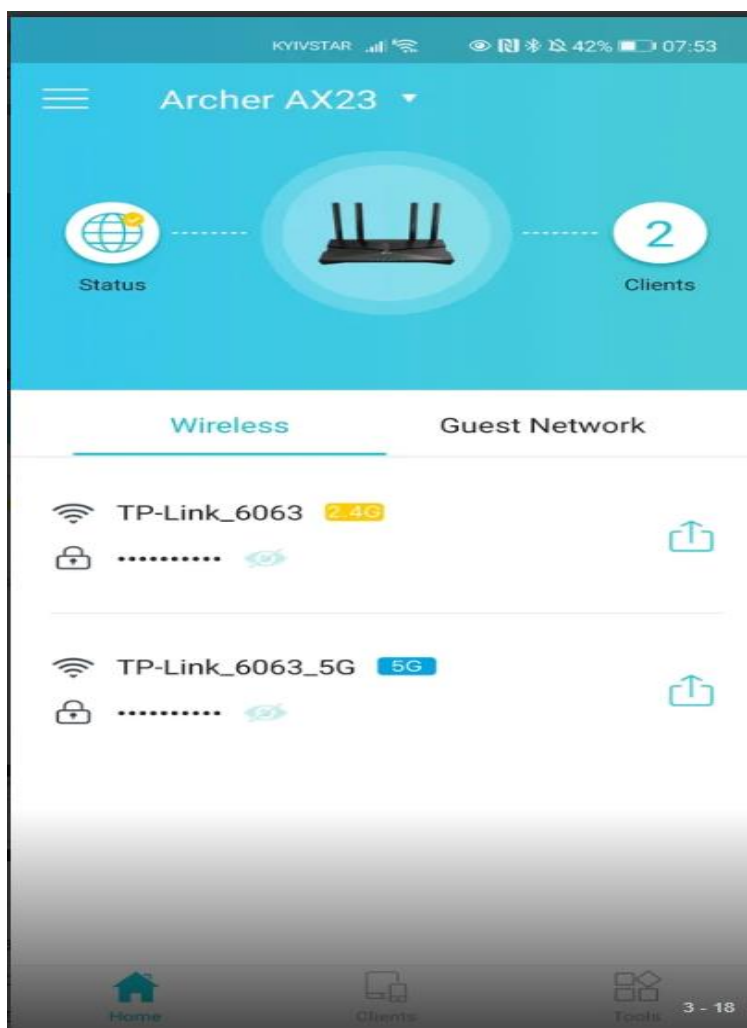 KYIVSTAR 42% 07:53
Archer AX23
2
Status
Clients
Wireless
Guest Network
TP-Link_6063 2.4G
••••••••••
TP-Link_6063_5G 5G
••••••••••
Home
Clients
Tools
3 - 18